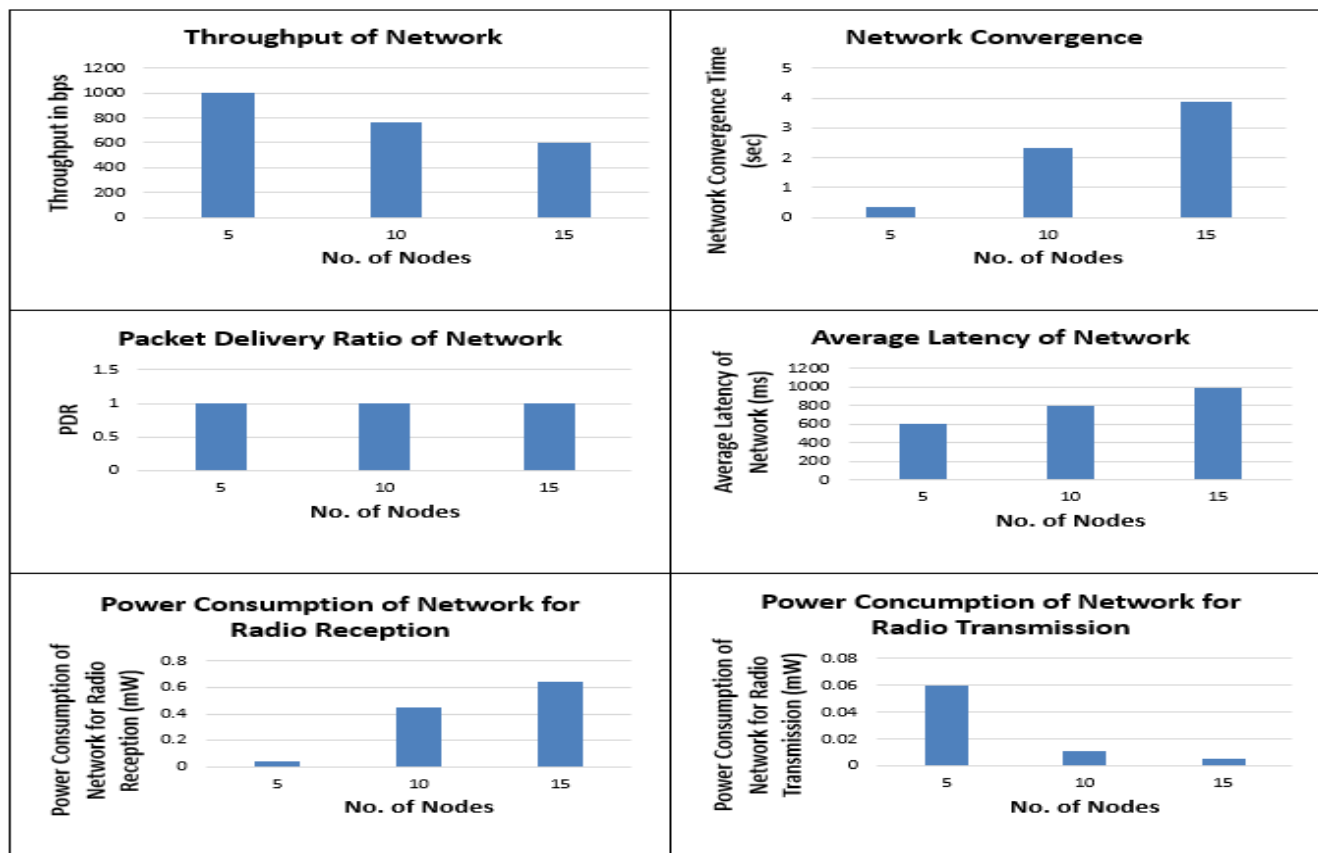 Throughput of Network
Throughput in bps
1200
1000
800
600
400
200
0
5 10 15
No. of Nodes
Network Convergence
Network Convergence Time
(sec)
5
4
3
2
1
0
5 10 15
No. of Nodes
Packet Delivery Ratio of Network
PDR
1.5
1
0.5
0
5 10 15
No. of Nodes
Average Latency of Network
Average Latency of
Network (ms)
1200
1000
800
600
400
200
0
5 10 15
No. of Nodes
Power Consumption of Network for
Radio Reception
Power Consumption of
Network for Radio
Reception (mW)
0.8
0.6
0.4
0.2
0
5 10 15
No. of Nodes
Power Concumption of Network for
Radio Transmission
Power Consumption of
Network for Radio
Transmission (mW)
0.08
0.06
0.04
0.02
0
5 10 15
No. of Nodes